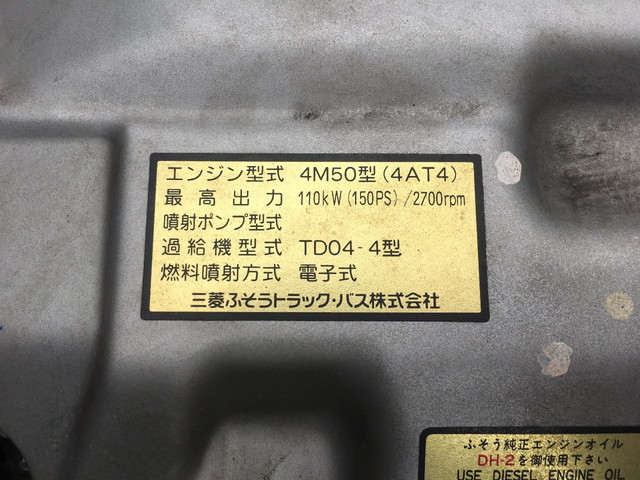 エンジン型式 4M50型(4AT4)
最高出力 110kW(150PS)/2700rpm
噴射ポンプ型式
過給機型式 TD04-4型
燃料噴射方式 電子式
三菱ふそうトラック・バス株式会社
ふそう純正エンジンオイル
DH-2を御使用下さい
USE DIESEL ENGINE OIL